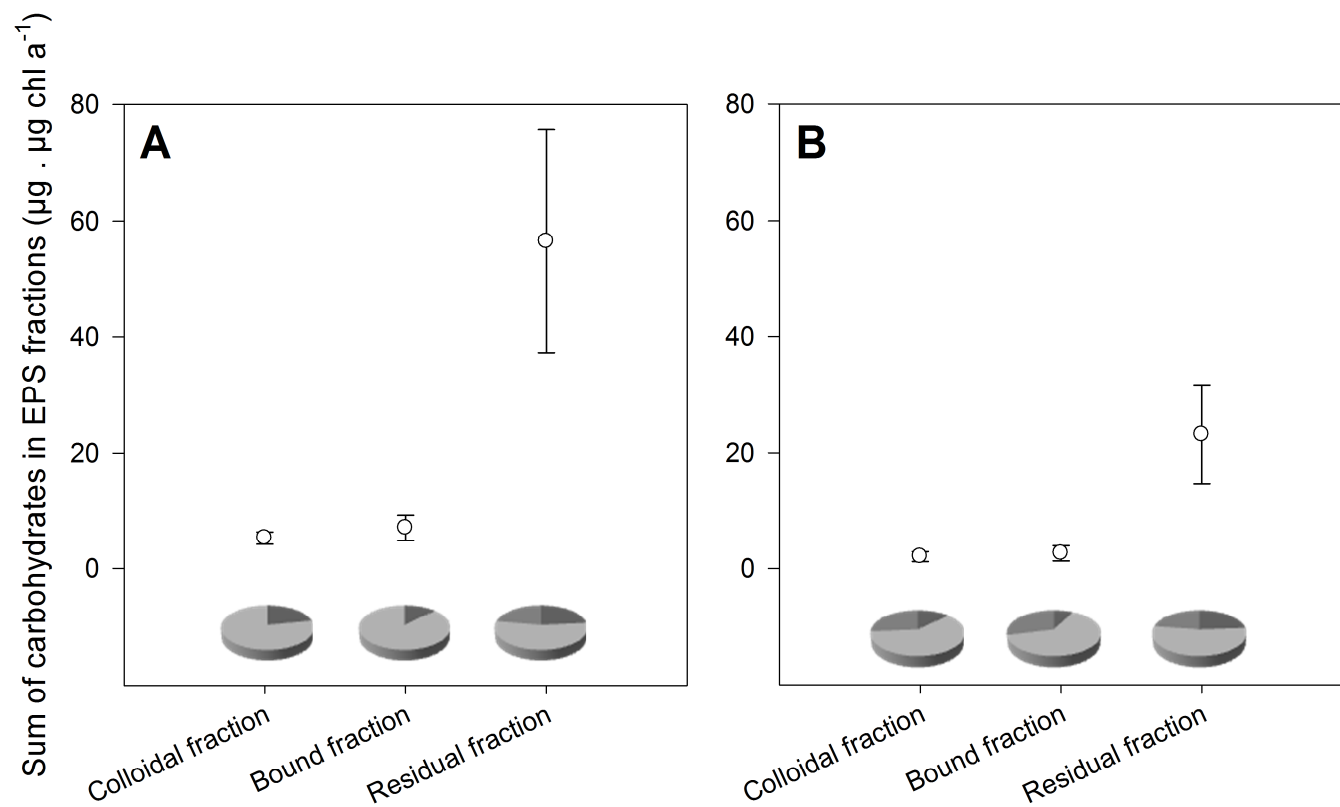 Sum of carbohydrates in EPS fractions (µg . µg chl a⁻¹)
A
80
60
40
20
0
Colloidal fraction
Bound fraction
Residual fraction
B
80
60
40
20
0
Colloidal fraction
Bound fraction
Residual fraction